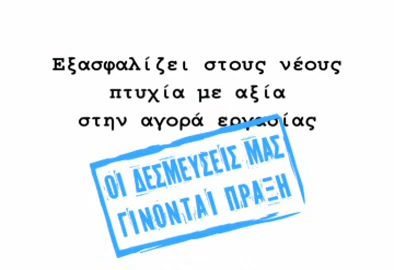 Εξασφαλίζει στους νέους
πτυχία με αξία
στην αγορά εργασίας
ΟΙ ΔΕΣΜΕΥΣΕΙΣ ΜΑΣ
ΓΙΝΟΝΤΑΙ ΠΡΑΞΗ